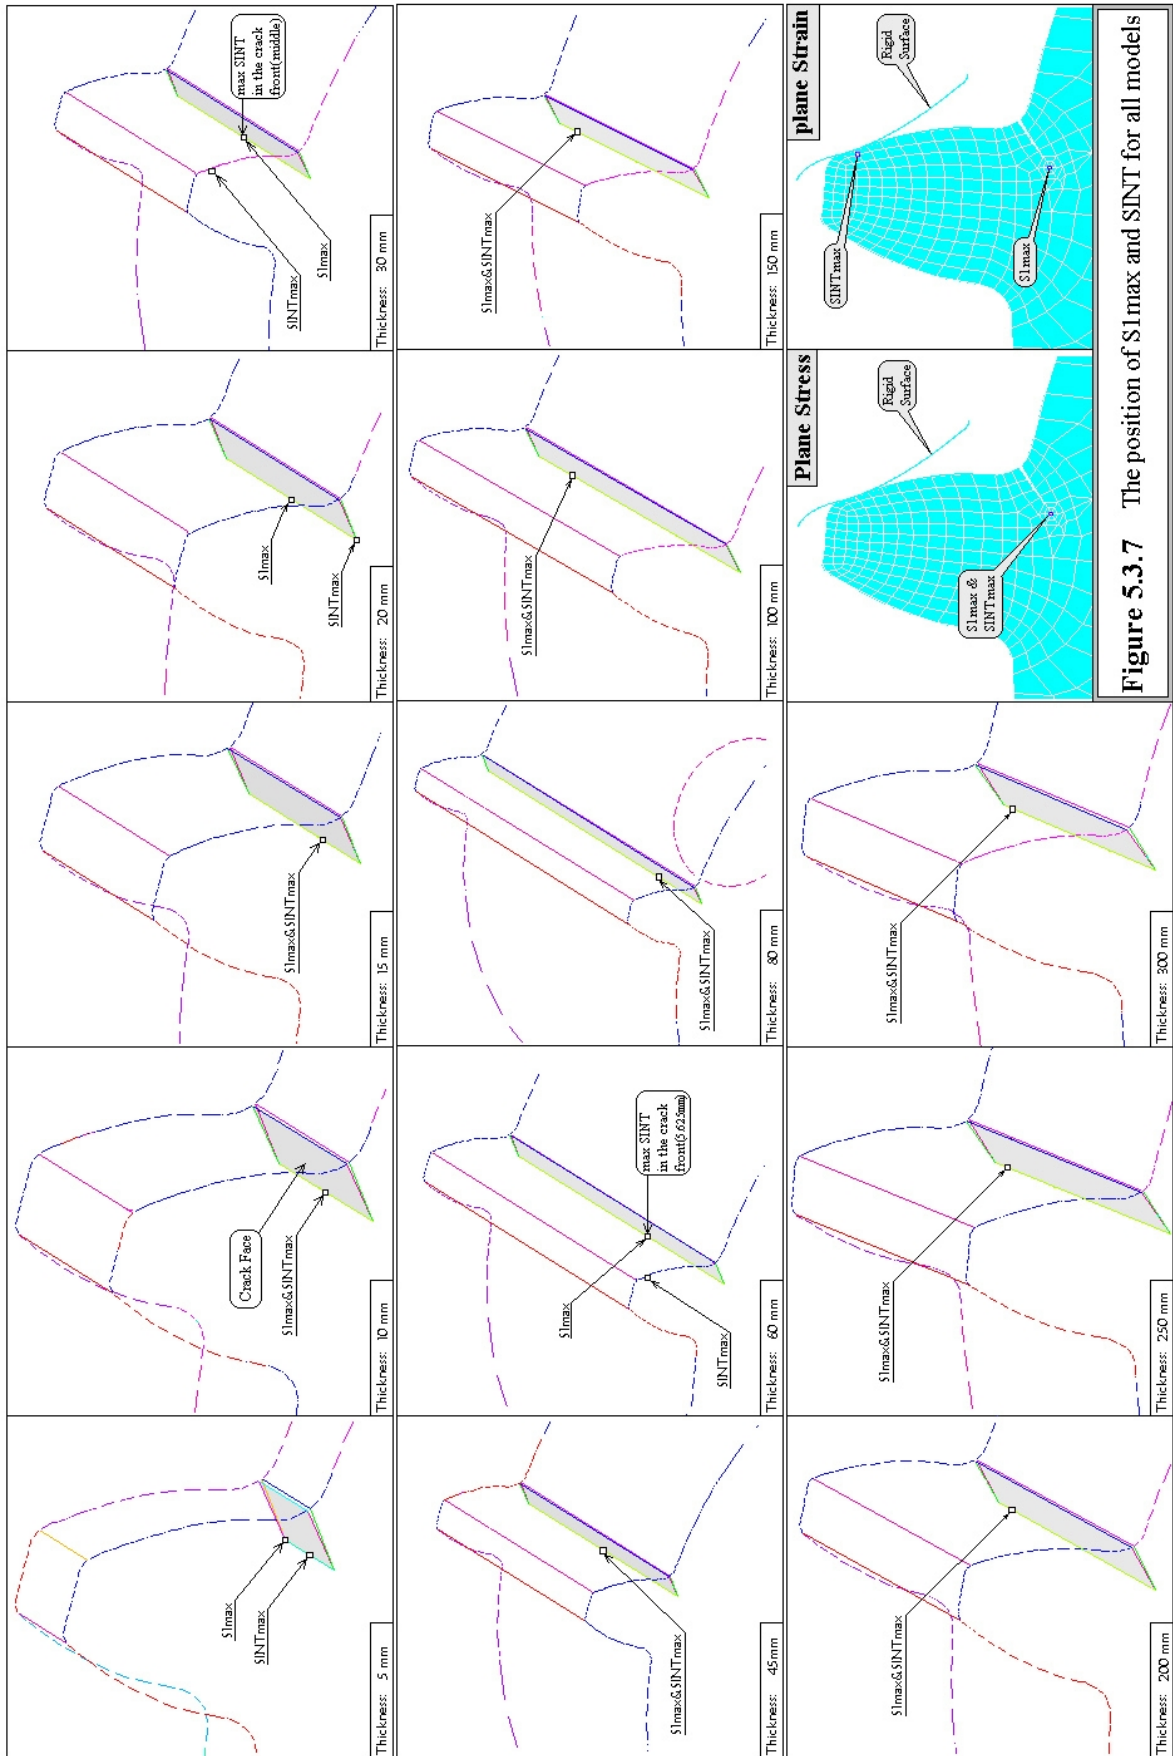 S1max
SINTmax
Thickness: 5 mm
Crack Face
S1max&SINTmax
Thickness: 10 mm
S1max&SINTmax
Thickness: 15 mm
S1max
SINTmax
Thickness: 20 mm
max SINT
in the crack
front(middle)
SINTmax
S1max
Thickness: 30 mm
S1max&SINTmax
Thickness: 45mm
S1max
max SINT
in the crack
front(5.625mm)
SINTmax
Thickness: 60 mm
S1max&SINTmax
Thickness: 80 mm
S1max&SINTmax
Thickness: 100 mm
S1max&SINTmax
Thickness: 150 mm
S1max&SINTmax
Thickness: 200 mm
S1max&SINTmax
Thickness: 250 mm
S1max&SINTmax
Thickness: 300 mm
Plane Stress
Rigid
Surface
S1max &
SINTmax
plane Strain
SINTmax
Rigid
Surface
S1max
Figure 5.3.7 The position of S1max and SINT for all models